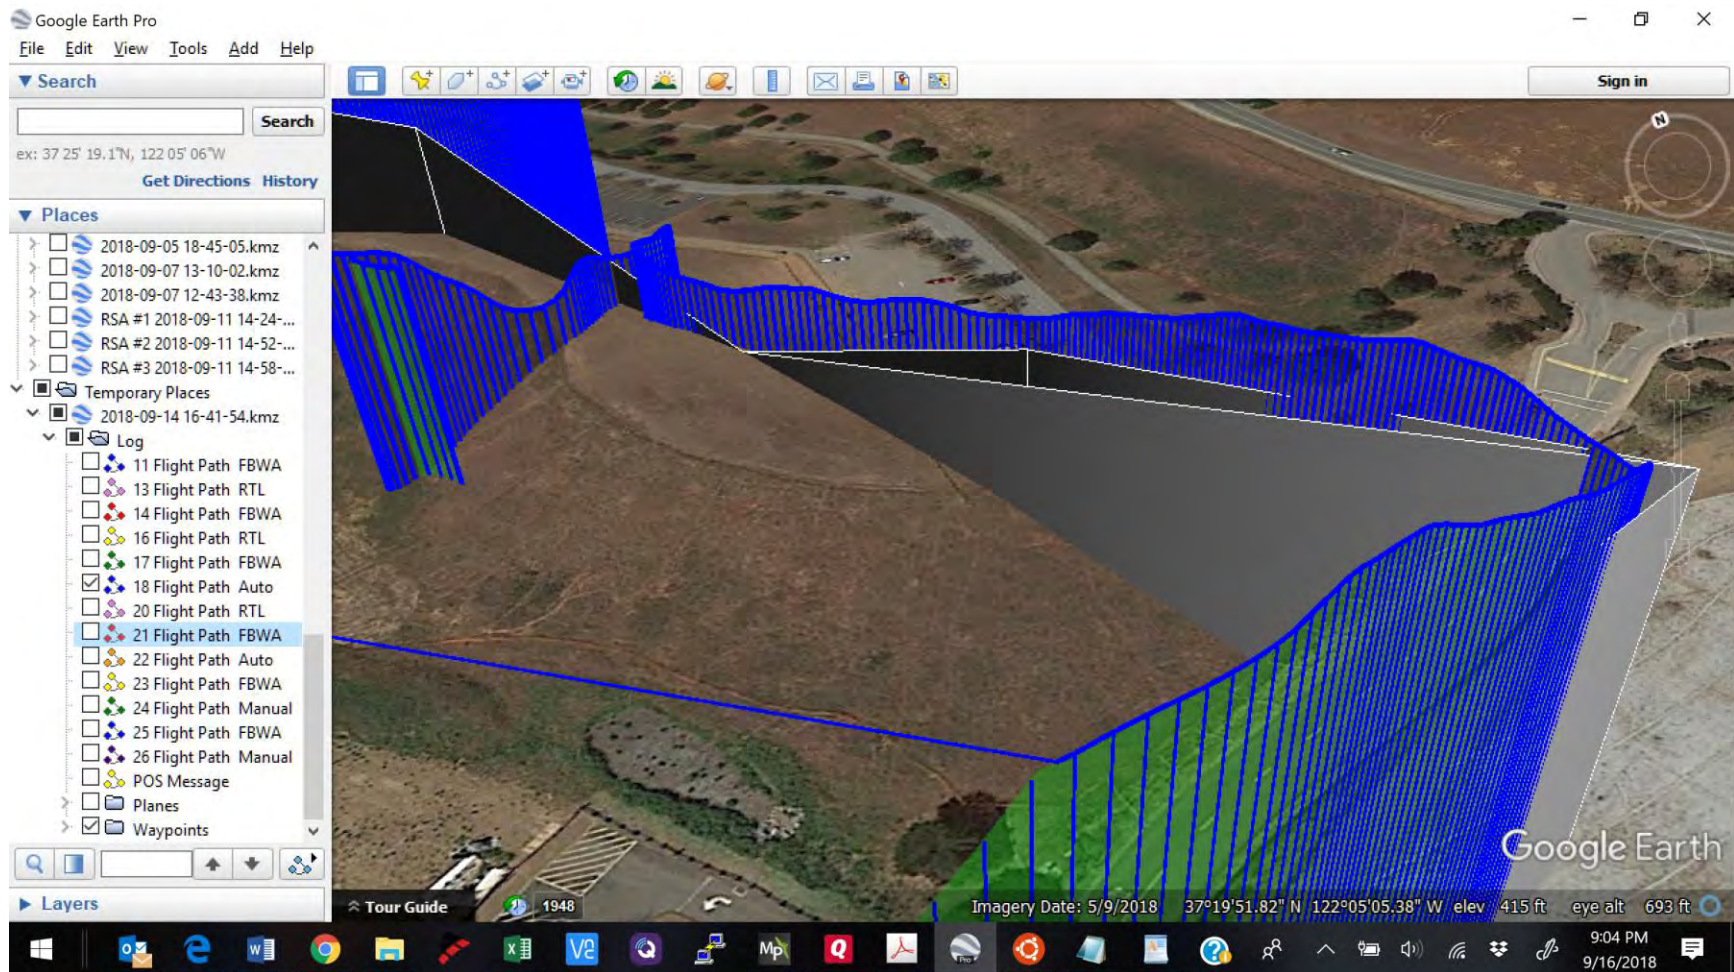 Google Earth Pro
File Edit View Tools Add Help
Search
Sign in
Search
ex: 37 25' 19.1"N, 122 05' 06"W
Get Directions History
Places
2018-09-05 18-45-05.kmz
2018-09-07 13-10-02.kmz
2018-09-07 12-43-38.kmz
RSA #1 2018-09-11 14-24-...
RSA #2 2018-09-11 14-52-...
RSA #3 2018-09-11 14-58-...
Temporary Places
2018-09-14 16-41-54.kmz
Log
11 Flight Path FBWA
13 Flight Path RTL
14 Flight Path FBWA
16 Flight Path RTL
17 Flight Path FBWA
18 Flight Path Auto
20 Flight Path RTL
21 Flight Path FBWA
22 Flight Path Auto
23 Flight Path FBWA
24 Flight Path Manual
25 Flight Path FBWA
26 Flight Path Manual
POS Message
Planes
Waypoints
Layers
N
Google Earth
Tour Guide
1948
Imagery Date: 5/9/2018 37°19'51.82" N 122°05'05.38" W elev 415 ft eye alt 693 ft
9:04 PM
9/16/2018